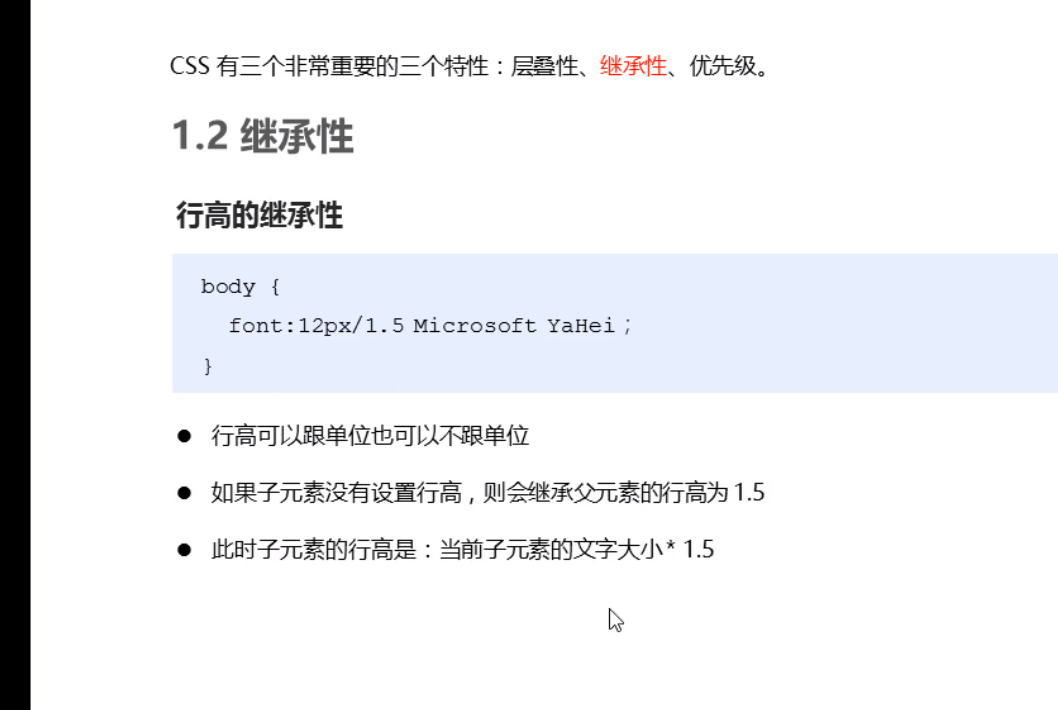 CSS 有三个非常重要的三个特性：层叠性、继承性、优先级。
1.2 继承性
行高的继承性
body {
font:12px/1.5 Microsoft YaHei；
}
● 行高可以跟单位也可以不跟单位
● 如果子元素没有设置行高，则会继承父元素的行高为 1.5
● 此时子元素的行高是：当前子元素的文字大小* 1.5